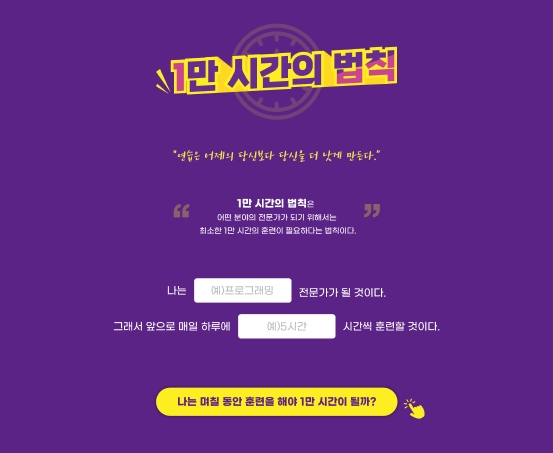 1만 시간의 법칙
"연습은 어제의 당신보다 당신을 더 낫게 만든다."
“ 1만 시간의 법칙은 ”
어떤 분야의 전문가가 되기 위해서는
최소한 1만 시간의 훈련이 필요하다는 법칙이다.
나는 예)프로그래밍 전문가가 될 것이다.
그래서 앞으로 매일 하루에 예)5시간 시간씩 훈련할 것이다.
나는 며칠 동안 훈련을 해야 1만 시간이 될까?